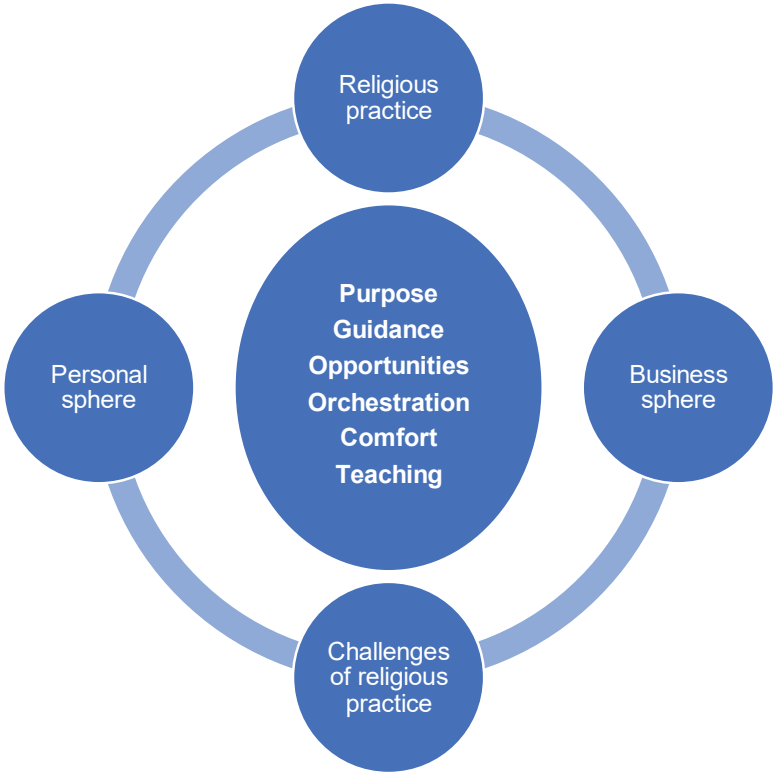 Religious
practice
Purpose
Guidance
Opportunities
Orchestration
Comfort
Teaching
Personal
sphere
Business
sphere
Challenges
of religious
practice